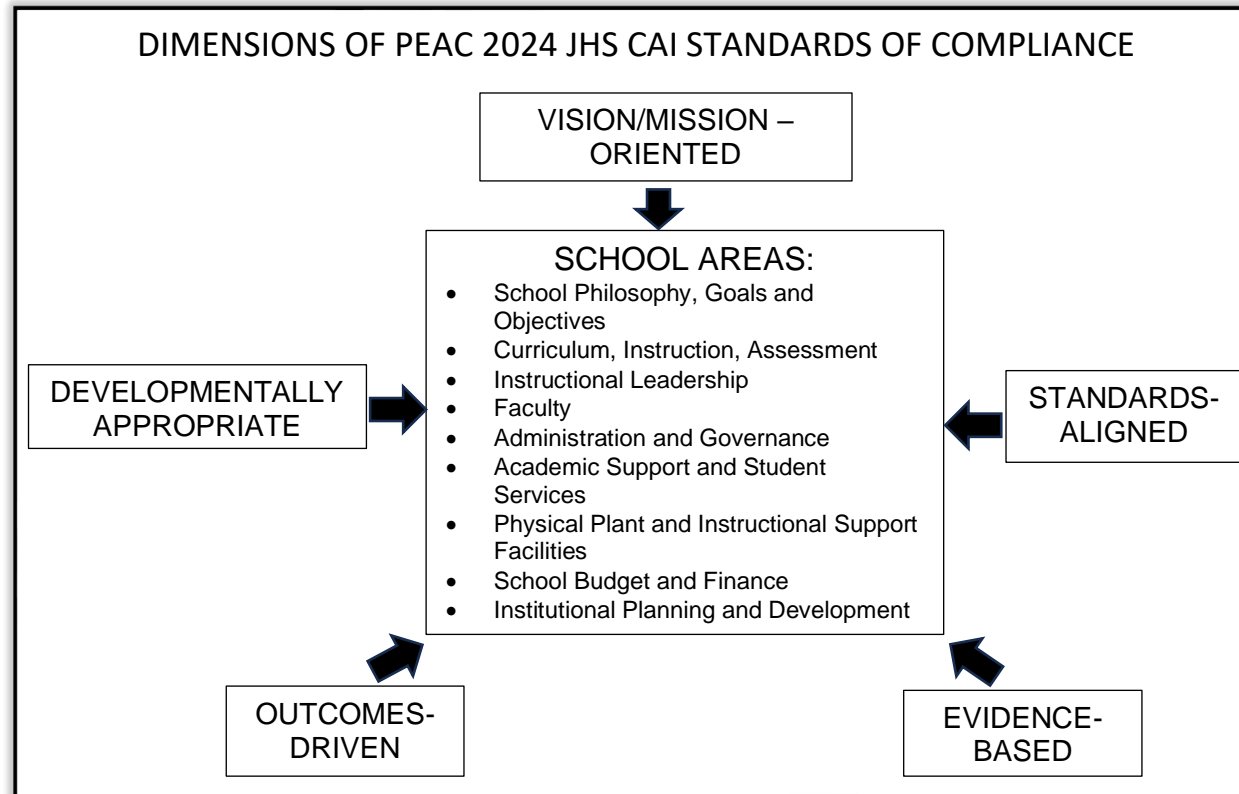 DIMENSIONS OF PEAC 2024 JHS CAI STANDARDS OF COMPLIANCE
VISION/MISSION –
ORIENTED
SCHOOL AREAS:
• School Philosophy, Goals and
Objectives
• Curriculum, Instruction, Assessment
• Instructional Leadership
• Faculty
• Administration and Governance
• Academic Support and Student
Services
• Physical Plant and Instructional Support
Facilities
• School Budget and Finance
• Institutional Planning and Development
DEVELOPMENTALLY
APPROPRIATE
STANDARDS-
ALIGNED
OUTCOMES-
DRIVEN
EVIDENCE-
BASED